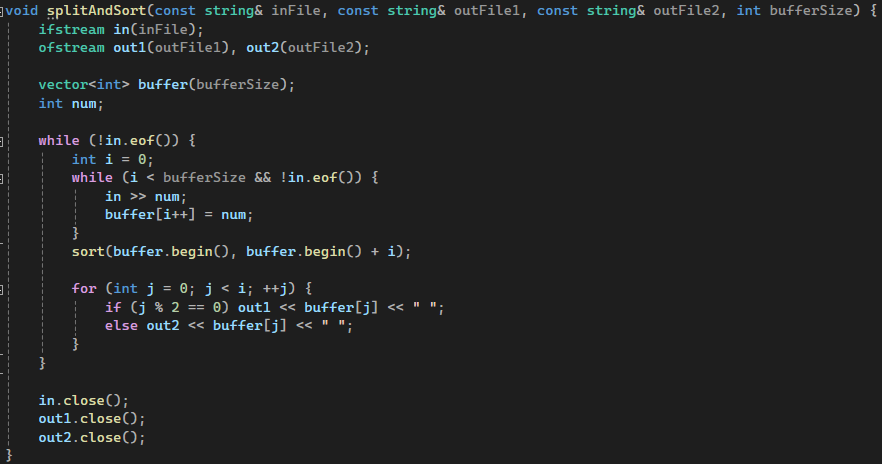 void splitAndSort(const string& inFile, const string& outFile1, const string& outFile2, int bufferSize) {
    ifstream in(inFile);
    ofstream out1(outFile1), out2(outFile2);

    vector<int> buffer(bufferSize);
    int num;

    while (!in.eof()) {
        int i = 0;
        while (i < bufferSize && !in.eof()) {
            in >> num;
            buffer[i++] = num;
        }
        sort(buffer.begin(), buffer.begin() + i);

        for (int j = 0; j < i; ++j) {
            if (j % 2 == 0) out1 << buffer[j] << " ";
            else out2 << buffer[j] << " ";
        }
    }

    in.close();
    out1.close();
    out2.close();
}